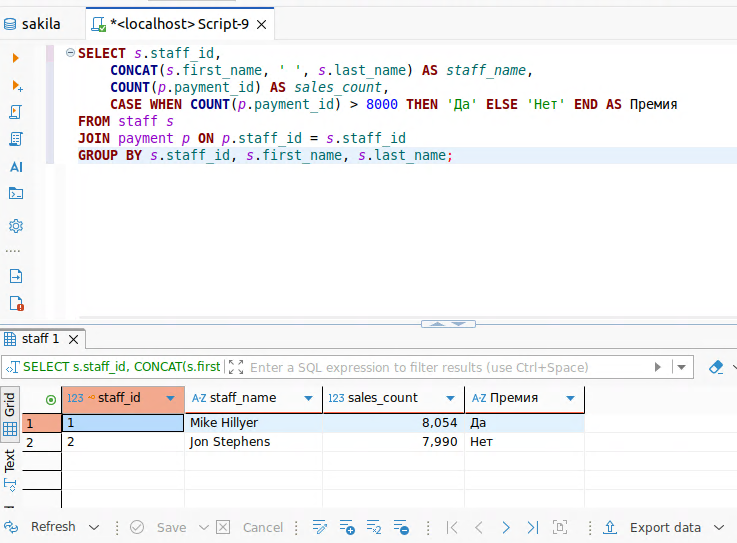 sakila
*<localhost> Script-9
SELECT s.staff_id,
CONCAT(s.first_name, ' ', s.last_name) AS staff_name,
COUNT(p.payment_id) AS sales_count,
CASE WHEN COUNT(p.payment_id) > 8000 THEN 'Да' ELSE 'Нет' END AS Премия
FROM staff s
JOIN payment p ON p.staff_id = s.staff_id
GROUP BY s.staff_id, s.first_name, s.last_name;
AI
staff 1
SELECT s.staff_id, CONCAT(s.first
Enter a SQL expression to filter results (use Ctrl+Space)
Grid
Text
123 staff_id
A-Z staff_name
123 sales_count
A-Z Премия
1 1 Mike Hillyer 8,054 Да
2 2 Jon Stephens 7,990 Нет
Refresh Save Cancel Export data